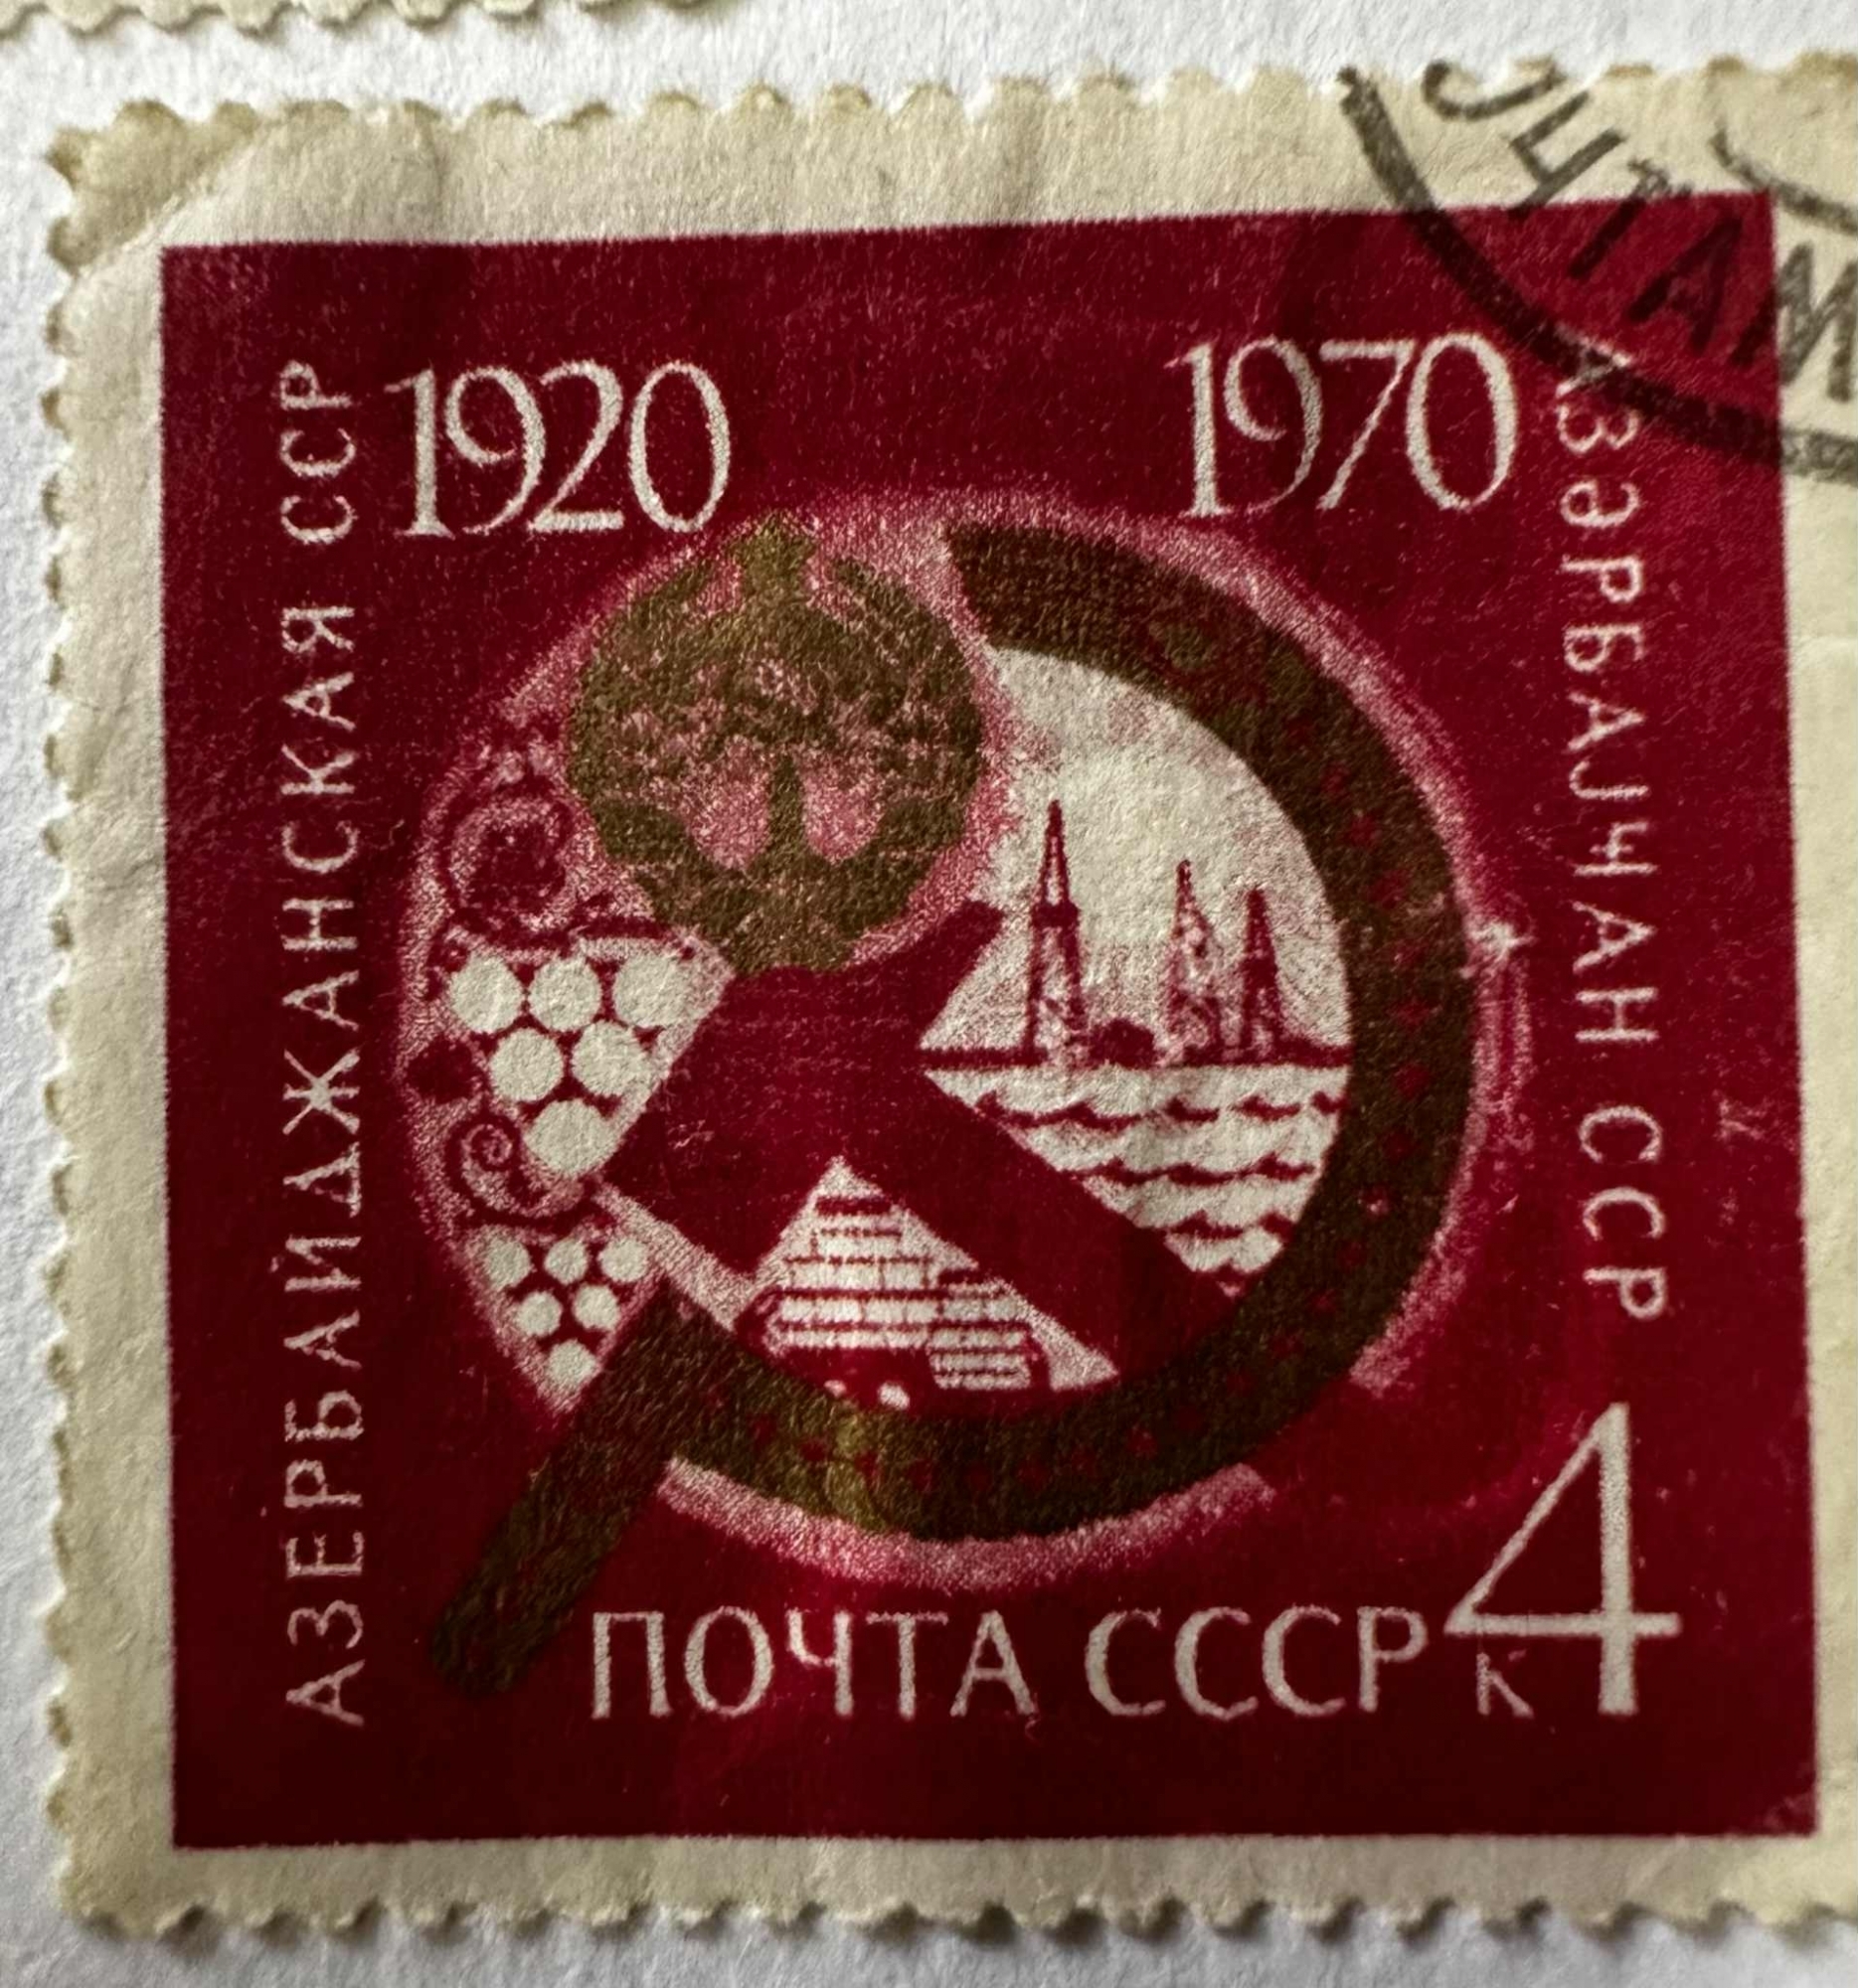 1920 1970
АЗЕРБАЙДЖАНСКАЯ ССР
АЗӘРБАЈҸАН ССР
ПОЧТА СССР 4 к